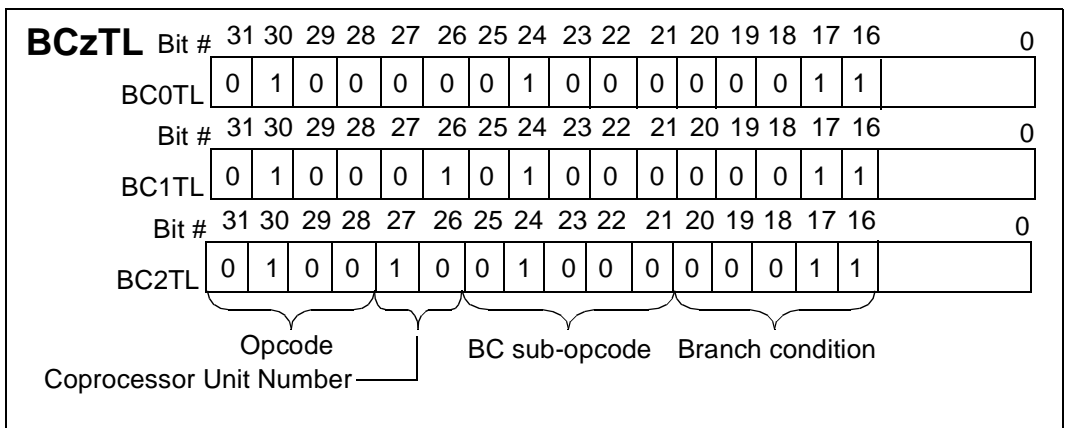 BCzTL Bit # 31 30 29 28 27 26 25 24 23 22 21 20 19 18 17 16 0
BC0TL 0 1 0 0 0 0 0 1 0 0 0 0 0 0 1 1
Bit # 31 30 29 28 27 26 25 24 23 22 21 20 19 18 17 16 0
BC1TL 0 1 0 0 0 1 0 1 0 0 0 0 0 0 1 1
Bit # 31 30 29 28 27 26 25 24 23 22 21 20 19 18 17 16 0
BC2TL 0 1 0 0 1 0 0 1 0 0 0 0 0 0 1 1
Opcode BC sub-opcode Branch condition
Coprocessor Unit Number